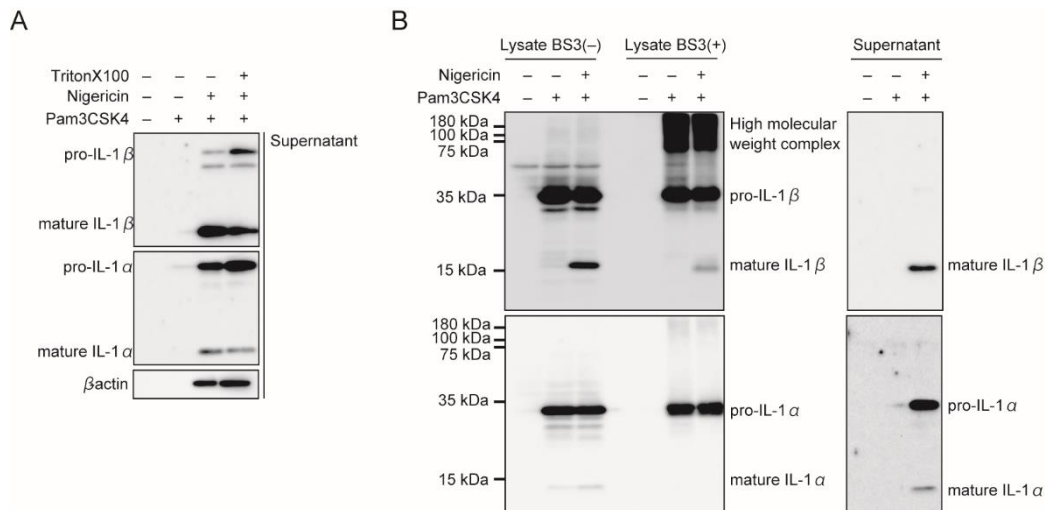 A
TritonX100 – – – +
Nigericin – – + +
Pam3CSK4 – + + +
Supernatant
pro-IL-1β
mature IL-1β
pro-IL-1α
mature IL-1α
βactin
B
Lysate BS3(–) Lysate BS3(+) Supernatant
Nigericin – – + – – + – – +
Pam3CSK4 – + + – + + – + +
180 kDa
100 kDa
75 kDa
35 kDa
15 kDa
High molecular
weight complex
pro-IL-1β
mature IL-1β
mature IL-1β
180 kDa
100 kDa
75 kDa
35 kDa
15 kDa
pro-IL-1α
mature IL-1α
pro-IL-1α
mature IL-1α